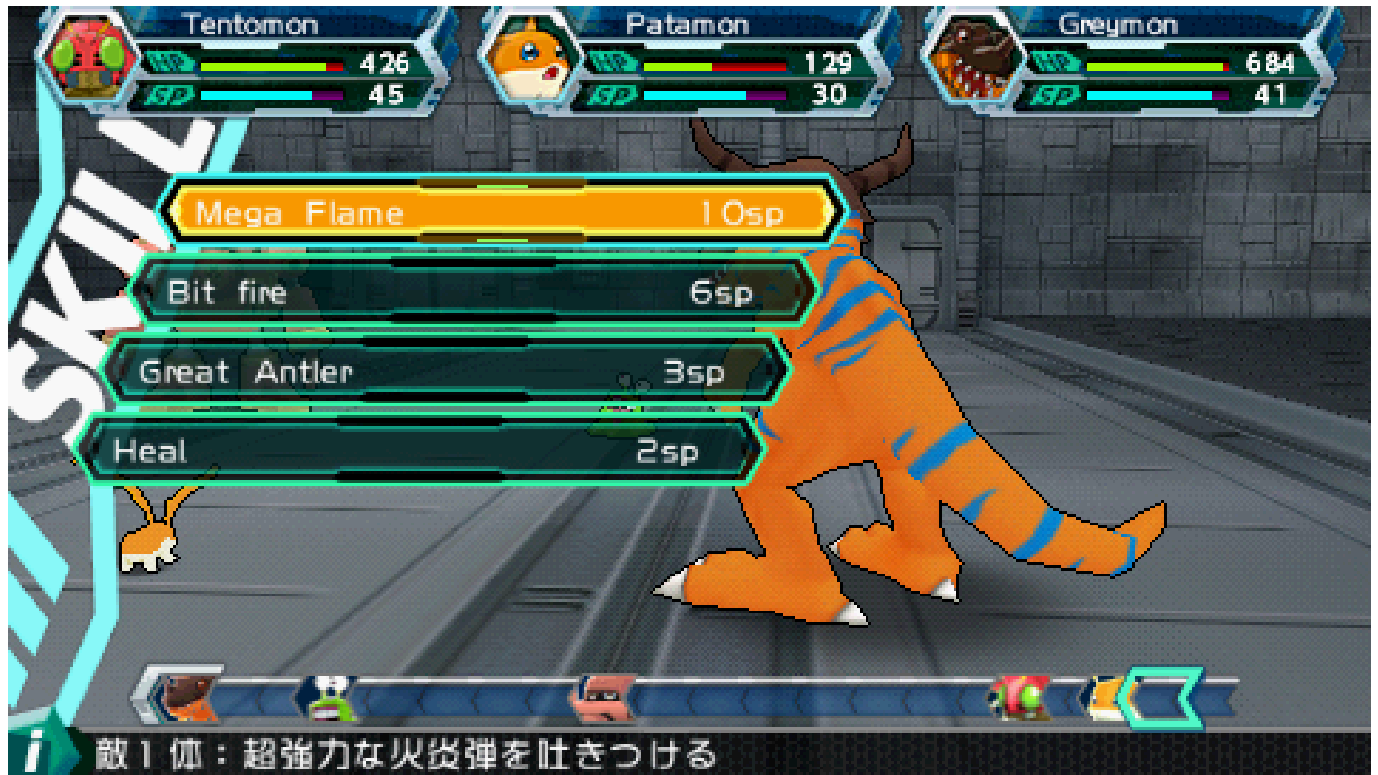 Tentomon
HP 426
SP 45
Patamon
HP 129
SP 30
Greymon
HP 684
SP 41
SKILL
Mega Flame 10sp
Bit fire 6sp
Great Antler 3sp
Heal 2sp
i 敵1体:超強力な火炎弾を吐きつける